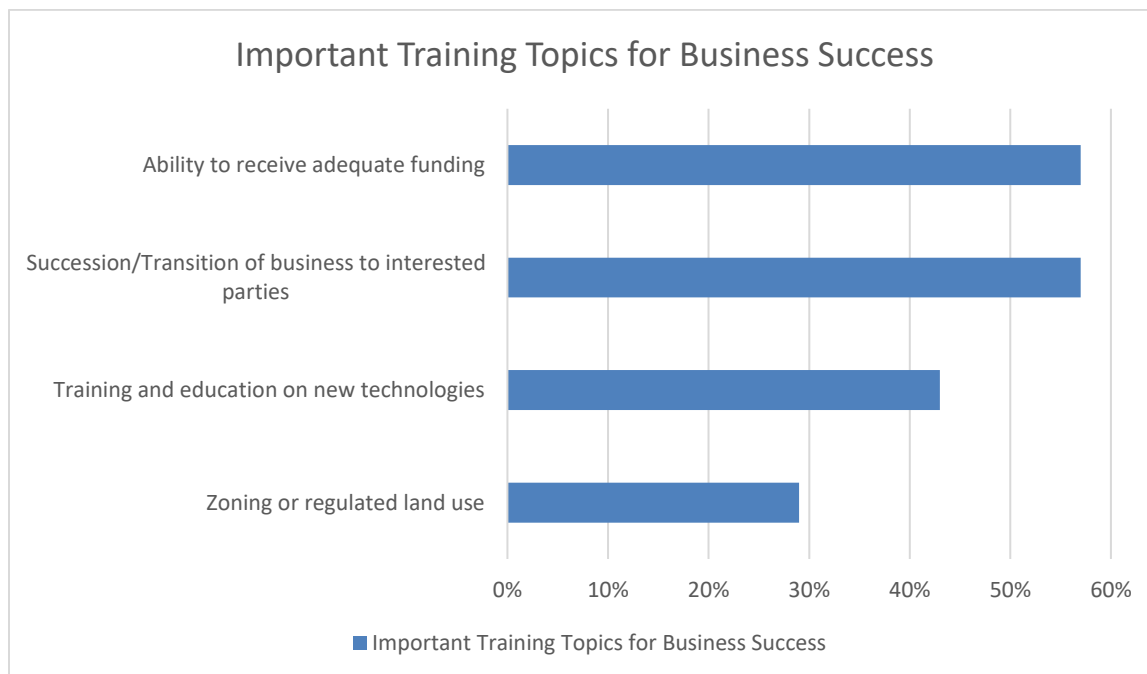 Important Training Topics for Business Success
Ability to receive adequate funding
Succession/Transition of business to interested
parties
Training and education on new technologies
Zoning or regulated land use
0% 10% 20% 30% 40% 50% 60%
Important Training Topics for Business Success